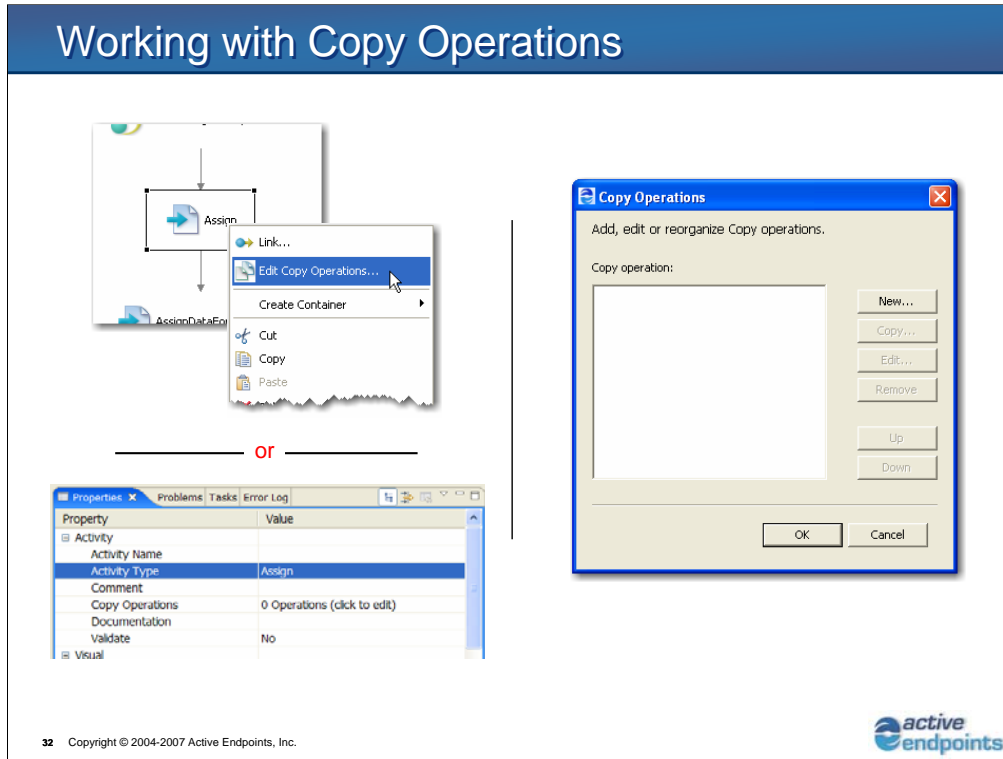 Working with Copy Operations
Assign
Link...
Edit Copy Operations...
Create Container
Cut
Copy
Paste
or
Properties Problems Tasks Error Log
Property Value
Activity
Activity Name
Activity Type Assign
Comment
Copy Operations 0 Operations (click to edit)
Documentation
Validate No
Visual
Copy Operations
Add, edit or reorganize Copy operations.
Copy operation:
New...
Copy...
Edit...
Remove
Up
Down
OK Cancel
32 Copyright © 2004-2007 Active Endpoints, Inc.
active
endpoints